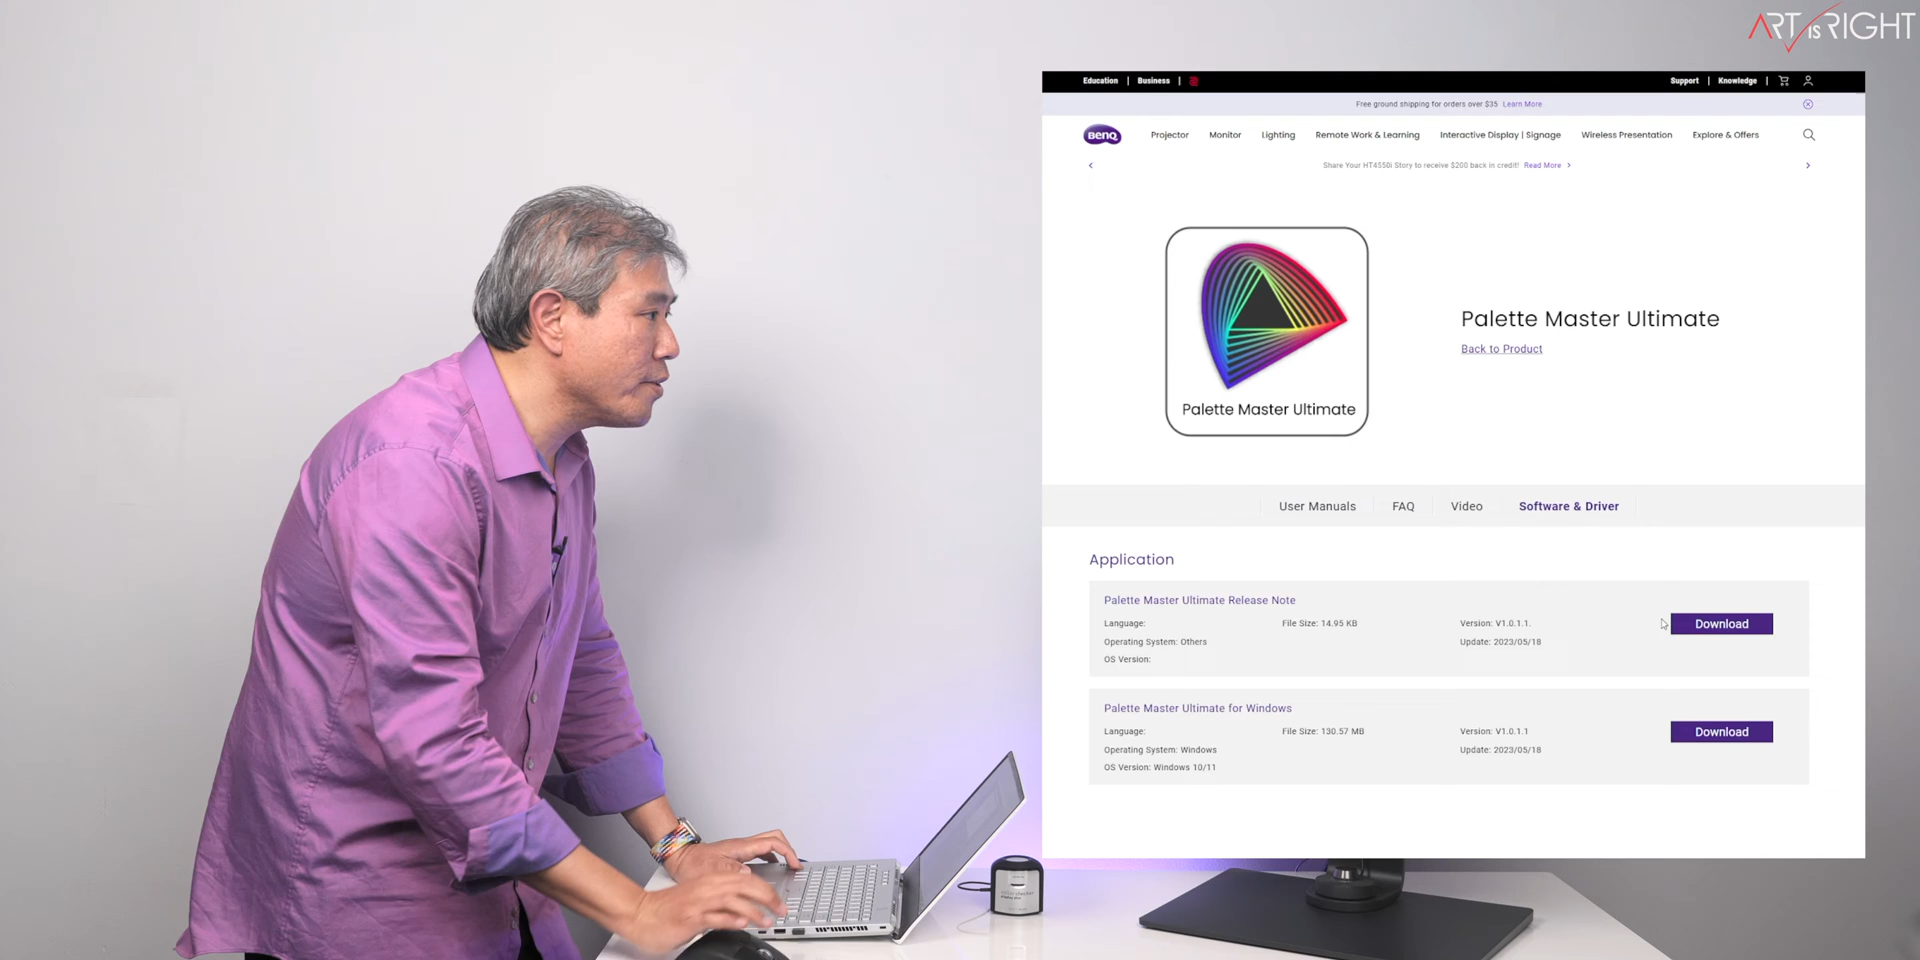 ART IS RIGHT
Education | Business |
Support | Knowledge |
Free ground shipping for orders over $35 Learn More
BenQ
Projector Monitor Lighting Remote Work & Learning Interactive Display | Signage Wireless Presentation Explore & Offers
Share Your HT4550i Story to receive $200 back in credit! Read More
Palette Master Ultimate
Palette Master Ultimate
Back to Product
User Manuals FAQ Video Software & Driver
Application
Palette Master Ultimate Release Note
Language: File Size: 14.95 KB Version: V1.0.1.1. Download
Operating System: Others Update: 2023/05/18
OS Version:
Palette Master Ultimate for Windows
Language: File Size: 130.57 MB Version: V1.0.1.1 Download
Operating System: Windows Update: 2023/05/18
OS Version: Windows 10/11